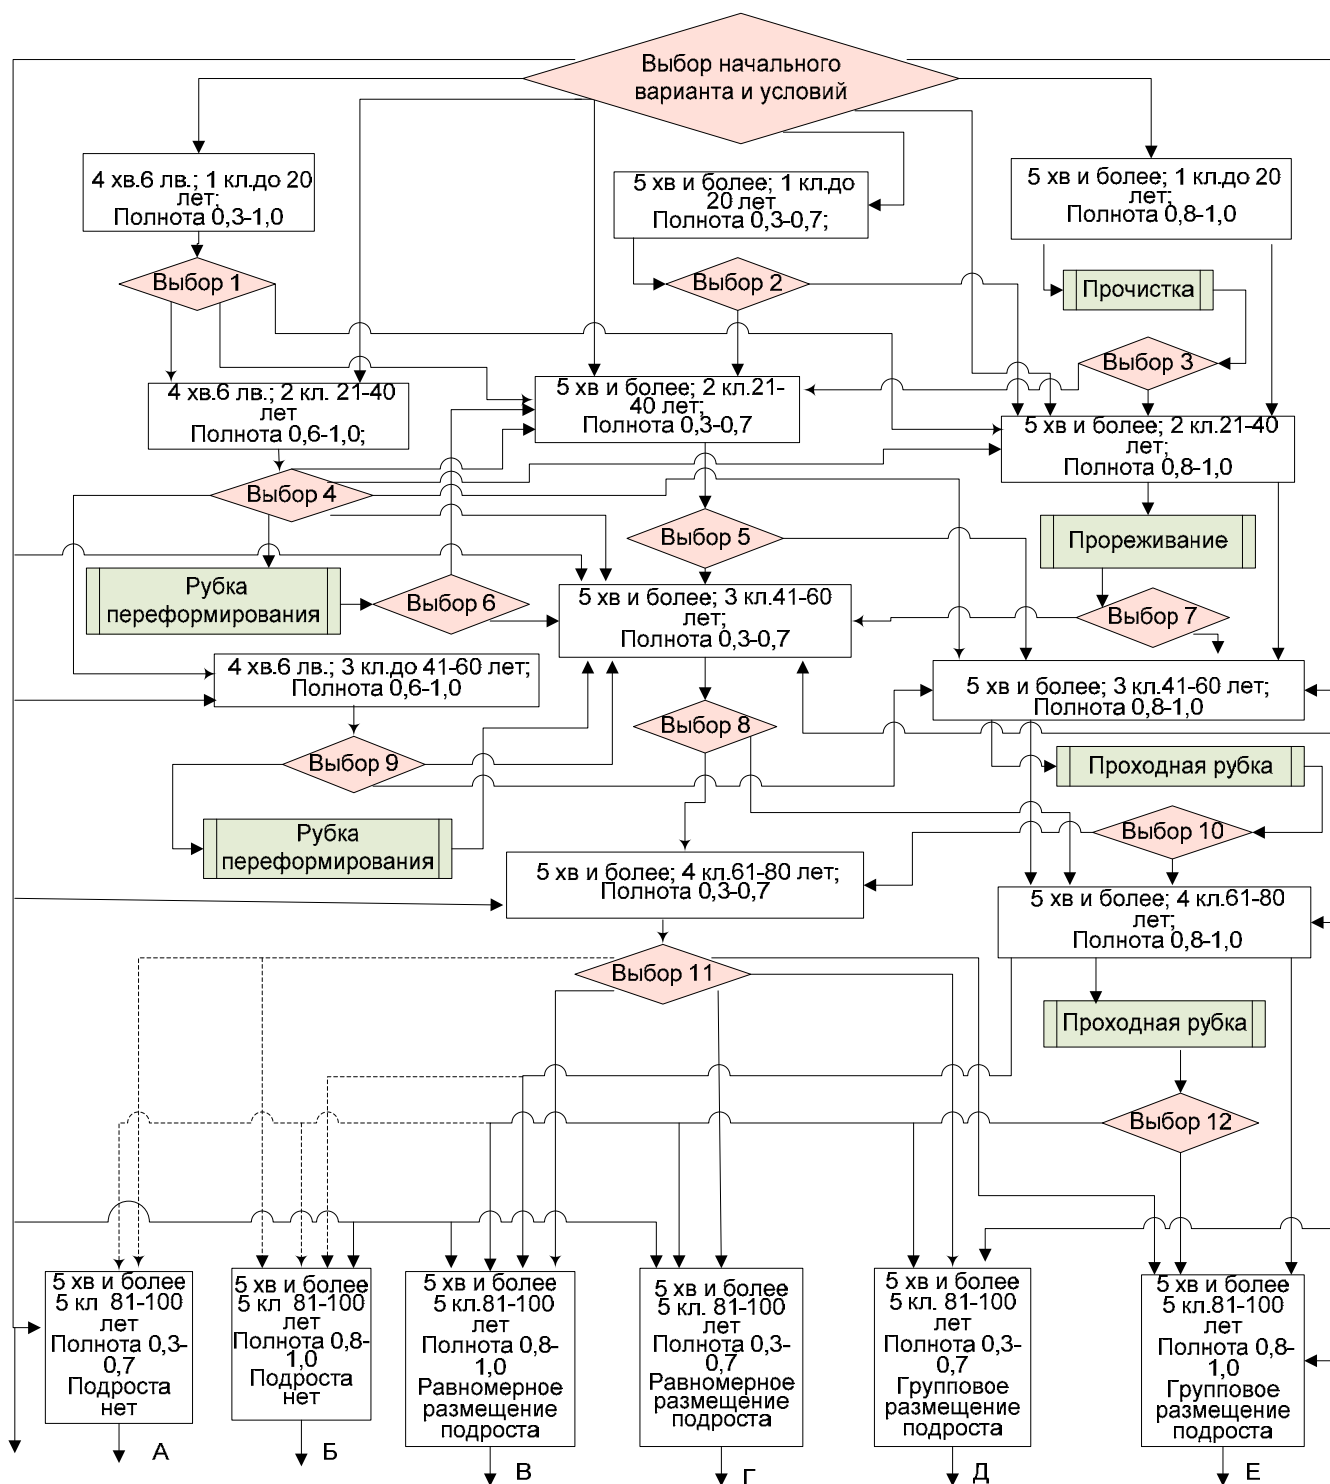 Выбор начального
варианта и условий
4 хв.6 лв.; 1 кл.до 20
лет;
Полнота 0,3-1,0
5 хв и более; 1 кл.до
20 лет
Полнота 0,3-0,7;
5 хв и более; 1 кл.до 20
лет;
Полнота 0,8-1,0
Выбор 1
Выбор 2
Прочистка
Выбор 3
4 хв.6 лв.; 2 кл. 21-40
лет
Полнота 0,6-1,0;
5 хв и более; 2 кл.21-
40 лет;
Полнота 0,3-0,7
5 хв и более; 2 кл.21-40
лет;
Полнота 0,8-1,0
Выбор 4
Выбор 5
Прореживание
Рубка
переформирования
Выбор 6
5 хв и более; 3 кл.41-60
лет;
Полнота 0,3-0,7
Выбор 7
4 хв.6 лв.; 3 кл.до 41-60 лет;
Полнота 0,6-1,0
5 хв и более; 3 кл.41-60 лет;
Полнота 0,8-1,0
Выбор 8
Выбор 9
Проходная рубка
Рубка
переформирования
Выбор 10
5 хв и более; 4 кл.61-80 лет;
Полнота 0,3-0,7
5 хв и более; 4 кл.61-80
лет;
Полнота 0,8-1,0
Выбор 11
Проходная рубка
Выбор 12
5 хв и более
5 кл 81-100
лет
Полнота 0,3-
0,7
Подроста
нет
5 хв и более
5 кл 81-100
лет
Полнота 0,8-
1,0
Подроста
нет
5 хв и более
5 кл.81-100
лет
Полнота 0,8-
1,0
Равномерное
размещение
подроста
5 хв и более
5 кл. 81-100
лет
Полнота 0,3-
0,7
Равномерное
размещение
подроста
5 хв и более
5 кл. 81-100
лет
Полнота 0,3-
0,7
Групповое
размещение
подроста
5 хв и более
5 кл.81-100
лет
Полнота 0,8-
1,0
Групповое
размещение
подроста
А
Б
В
Г
Д
Е